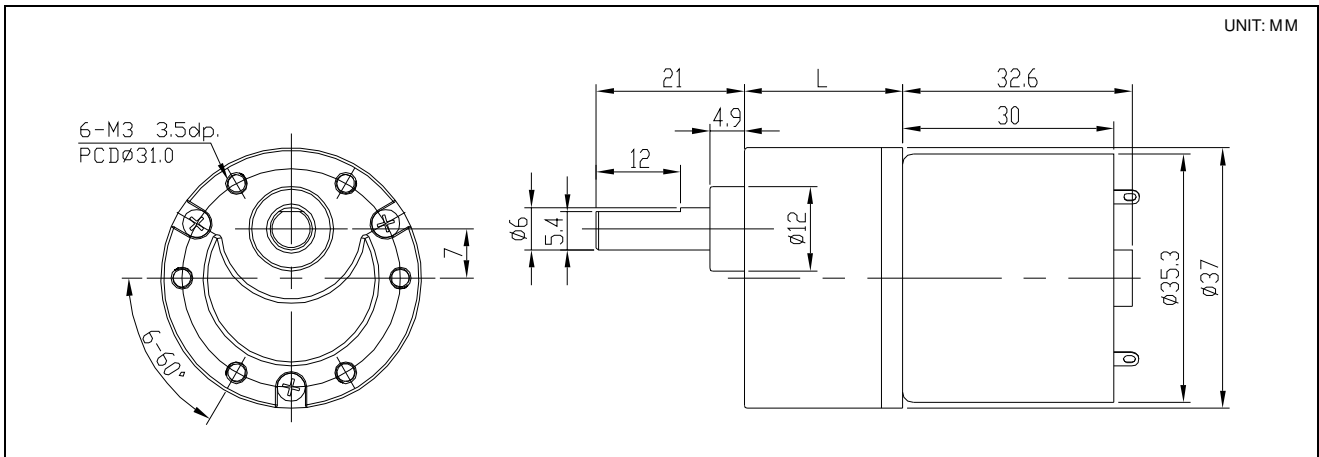 UNIT: MM
21
L
32.6
4.9
30
6-M3 3.5dp.
PCDø31.0
12
ø6
5.4
ø12
7
ø35.3
ø37
6-60°